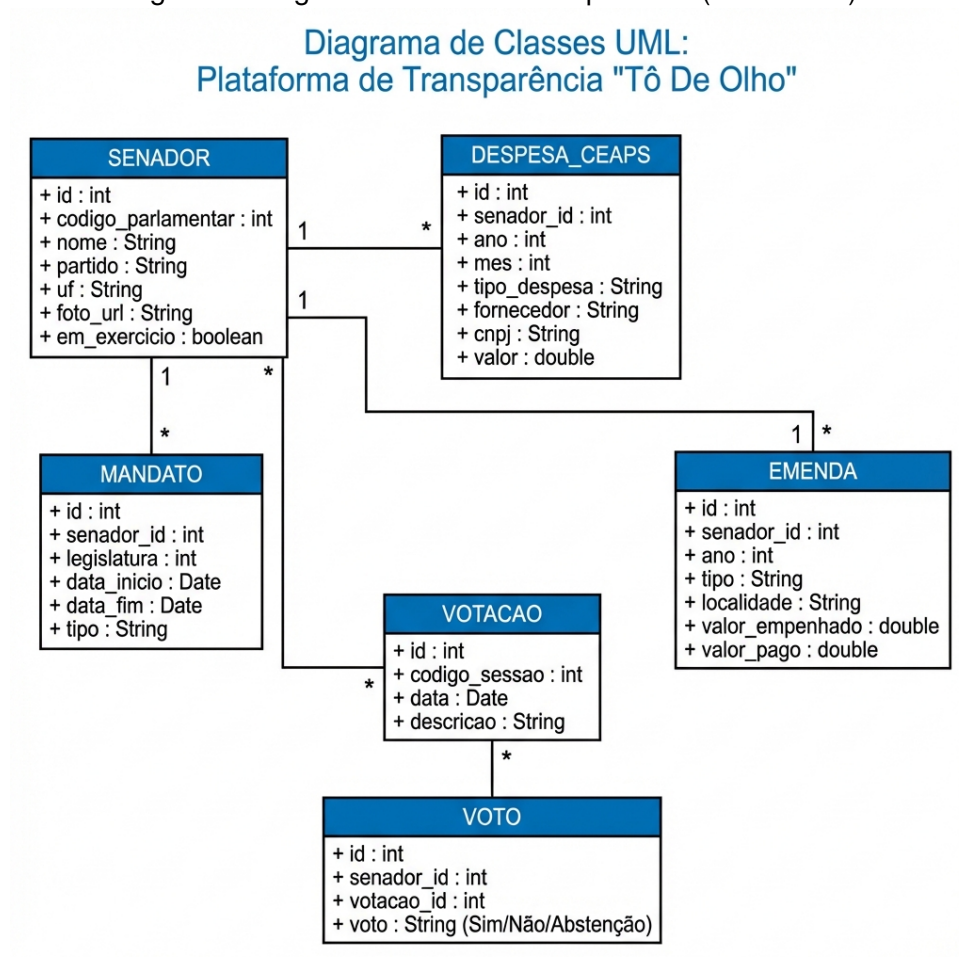 Diagrama de Classes UML:
Plataforma de Transparência "Tô De Olho"
SENADOR
+ id : int
+ codigo_parlamentar : int
+ nome : String
+ partido : String
+ uf : String
+ foto_url : String
+ em_exercicio : boolean
1
*
DESPESA_CEAPS
+ id : int
+ senador_id : int
+ ano : int
+ mes : int
+ tipo_despesa : String
+ fornecedor : String
+ cnpj : String
+ valor : double
1
1
*
*
MANDATO
+ id : int
+ senador_id : int
+ legislatura : int
+ data_inicio : Date
+ data_fim : Date
+ tipo : String
1 *
EMENDA
+ id : int
+ senador_id : int
+ ano : int
+ tipo : String
+ localidade : String
+ valor_empenhado : double
+ valor_pago : double
*
VOTACAO
+ id : int
+ codigo_sessao : int
+ data : Date
+ descricao : String
*
VOTO
+ id : int
+ senador_id : int
+ votacao_id : int
+ voto : String (Sim/Não/Abstenção)